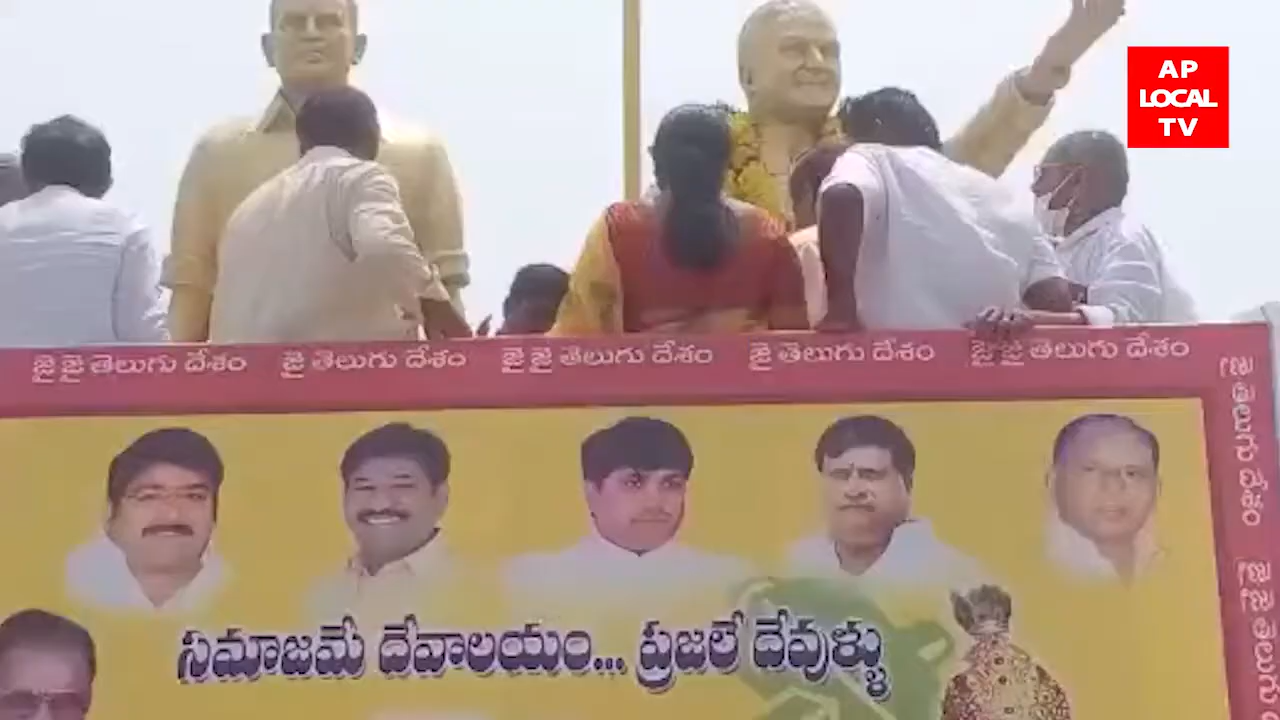 AP
LOCAL
TV
జై జై తెలుగు దేశం జై తెలుగు దేశం జై జై తెలుగు దేశం జై తెలుగు దేశం జై జై తెలుగు దేశం
జై తెలుగు దేశం
జై జై తెలుగు
సమాజమే దేవాలయం... ప్రజలే దేవుళ్ళు